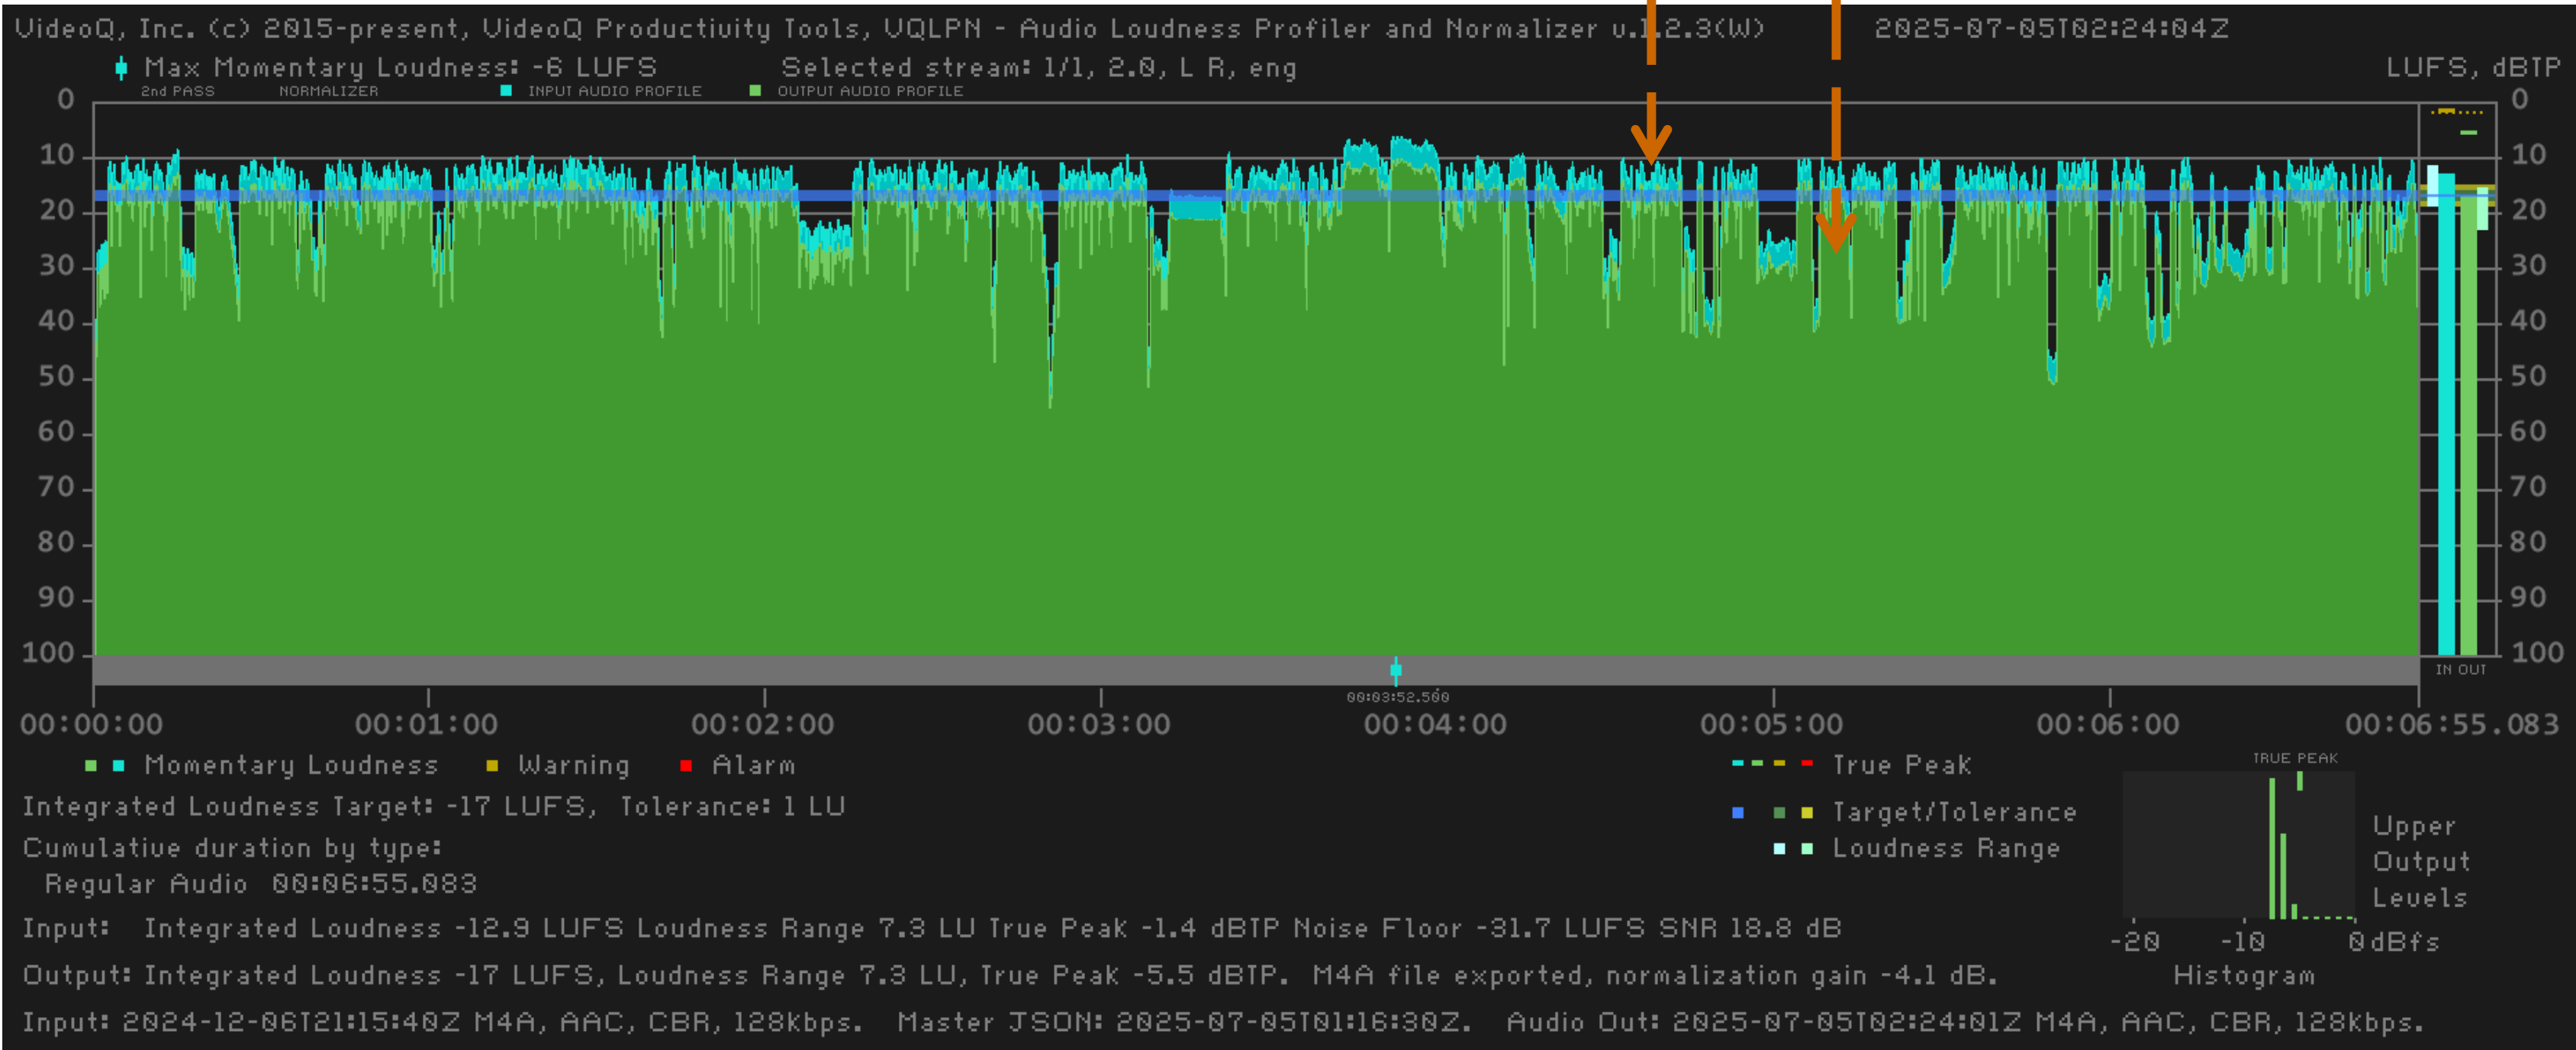 VideoQ, Inc. (c) 2015-present, VideoQ Productivity Tools, VQLPN - Audio Loudness Profiler and Normalizer v.1.2.3(W) 2025-07-05T02:24:04Z
Max Momentary Loudness: -6 LUFS Selected stream: 1/1, 2.0, L R, eng LUFS, dBTP
2nd PASS NORMALIZER INPUT AUDIO PROFILE OUTPUT AUDIO PROFILE
0 0
10 10
20 20
30 30
40 40
50 50
60 60
70 70
80 80
90 90
100 100
IN OUT
00:03:52.500
00:00:00 00:01:00 00:02:00 00:03:00 00:04:00 00:05:00 00:06:00 00:06:55.083
Momentary Loudness Warning Alarm True Peak TRUE PEAK
Integrated Loudness Target: -17 LUFS, Tolerance: 1 LU Target/Tolerance Upper
Cumulative duration by type: Loudness Range Output
Regular Audio 00:06:55.083 Levels
Input: Integrated Loudness -12.9 LUFS Loudness Range 7.3 LU True Peak -1.4 dBTP Noise Floor -31.7 LUFS SNR 18.8 dB -20 -10 0dBfs
Output: Integrated Loudness -17 LUFS, Loudness Range 7.3 LU, True Peak -5.5 dBTP. M4A file exported, normalization gain -4.1 dB. Histogram
Input: 2024-12-06T21:15:40Z M4A, AAC, CBR, 128kbps. Master JSON: 2025-07-05T01:16:30Z. Audio Out: 2025-07-05T02:24:01Z M4A, AAC, CBR, 128kbps.